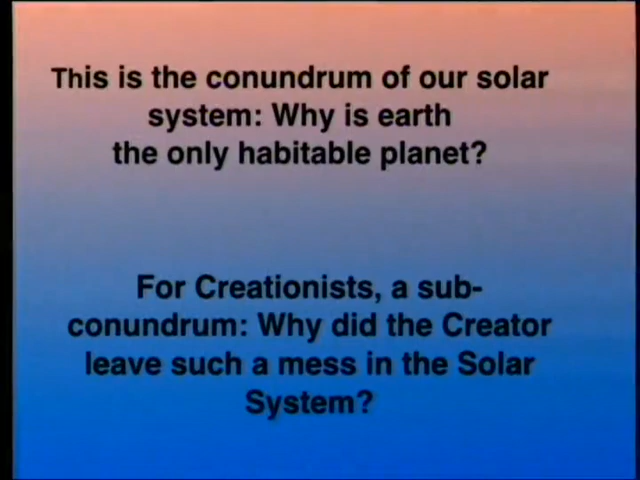 This is the conundrum of our solar
system: Why is earth
the only habitable planet?
For Creationists, a sub-
conundrum: Why did the Creator
leave such a mess in the Solar
System?